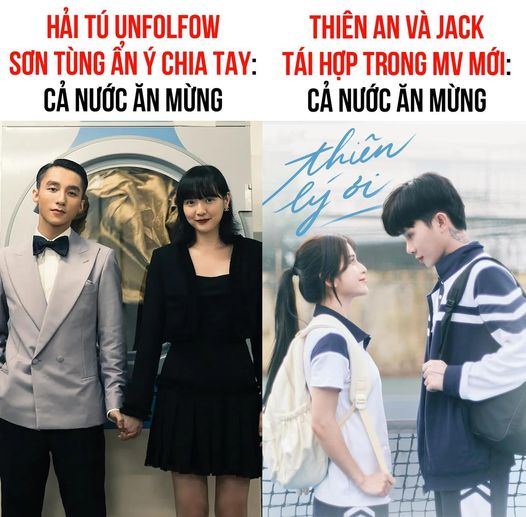 HẢI TÚ UNFOLFOW
SƠN TÙNG ẨN Ý CHIA TAY:
CẢ NƯỚC ĂN MỪNG
THIÊN AN VÀ JACK
TÁI HỢP TRONG MV MỚI:
CẢ NƯỚC ĂN MỪNG
thiên
lý ơi